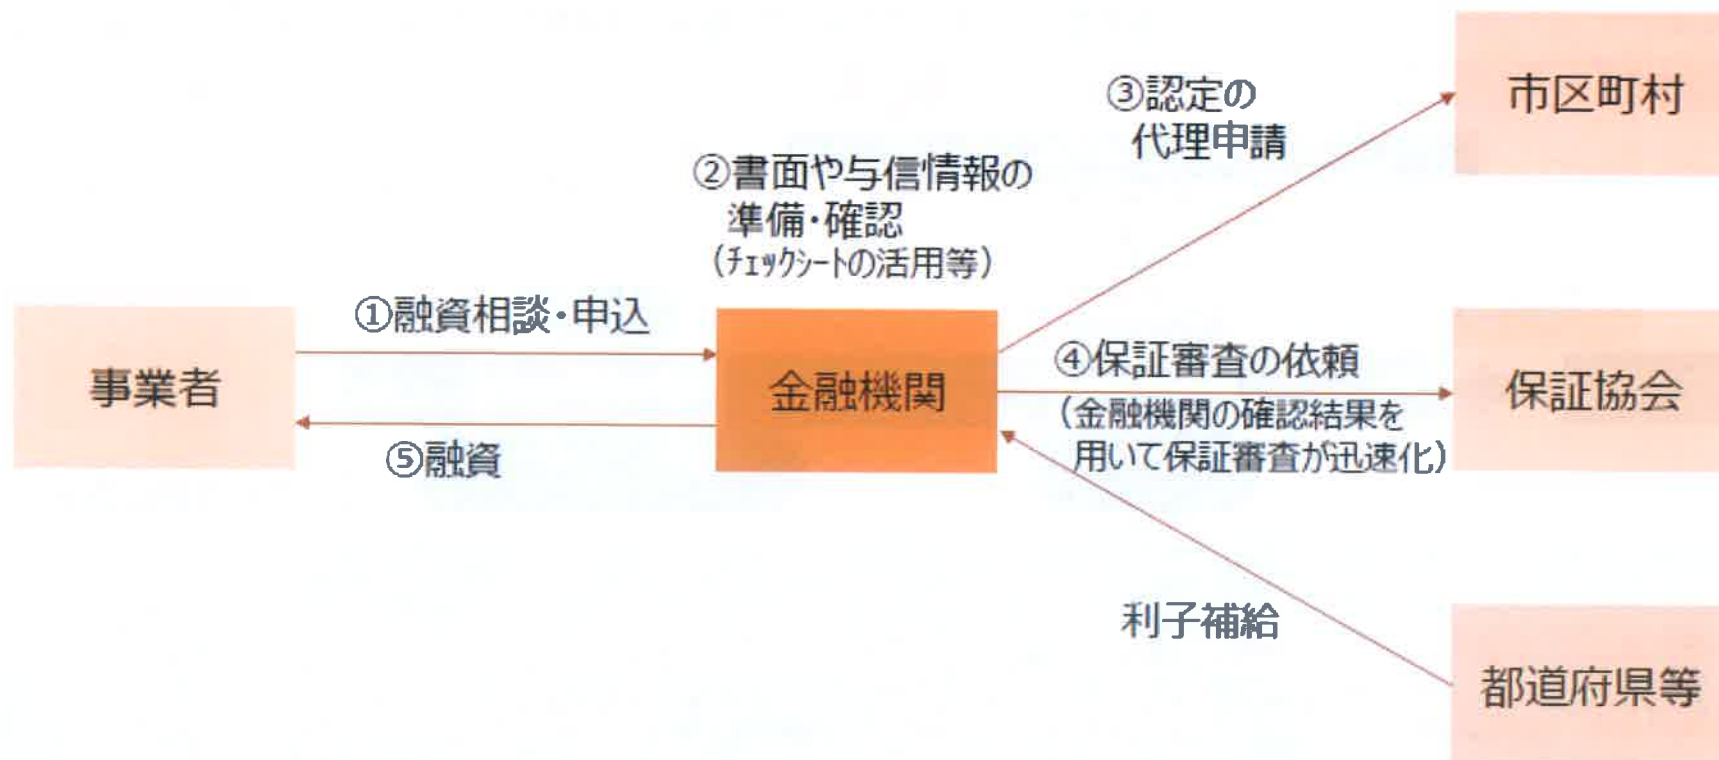 市区町村
③認定の
代理申請
②書面や与信情報の
準備・確認
（ﾁｪｯｸｼｰﾄの活用等）
①融資相談・申込
事業者
金融機関
④保証審査の依頼
（金融機関の確認結果を
用いて保証審査が迅速化）
保証協会
⑤融資
利子補給
都道府県等